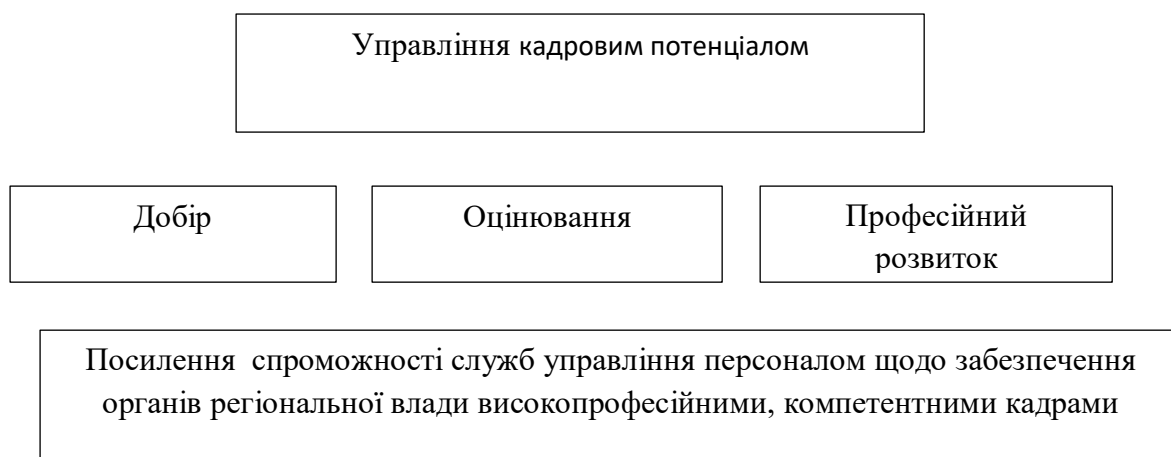 Управління кадровим потенціалом
Добір
Оцінювання
Професійний
розвиток
Посилення спроможності служб управління персоналом щодо забезпечення
органів регіональної влади високопрофесійними, компетентними кадрами